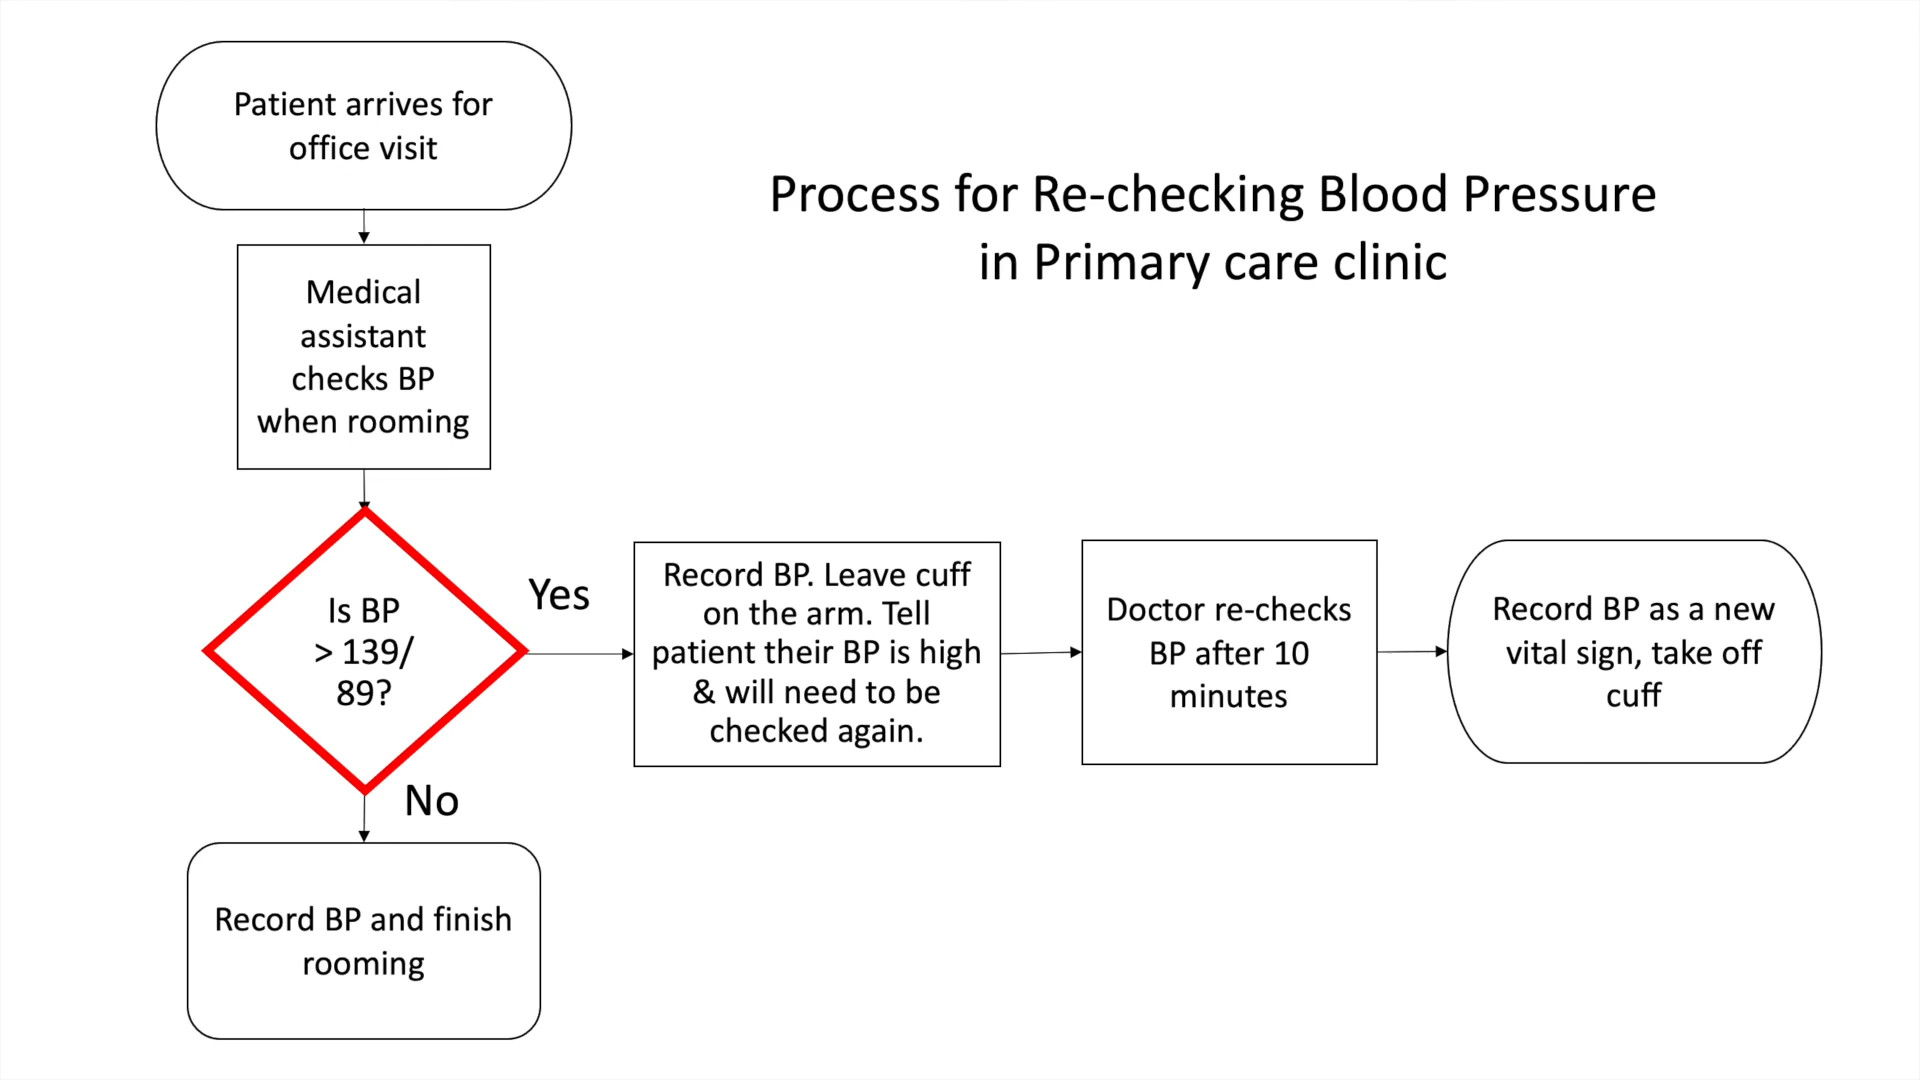 Patient arrives for
office visit
Process for Re-checking Blood Pressure
in Primary care clinic
Medical
assistant
checks BP
when rooming
Is BP
> 139/
89?
Yes
Record BP. Leave cuff
on the arm. Tell
patient their BP is high
& will need to be
checked again.
Doctor re-checks
BP after 10
minutes
Record BP as a new
vital sign, take off
cuff
No
Record BP and finish
rooming